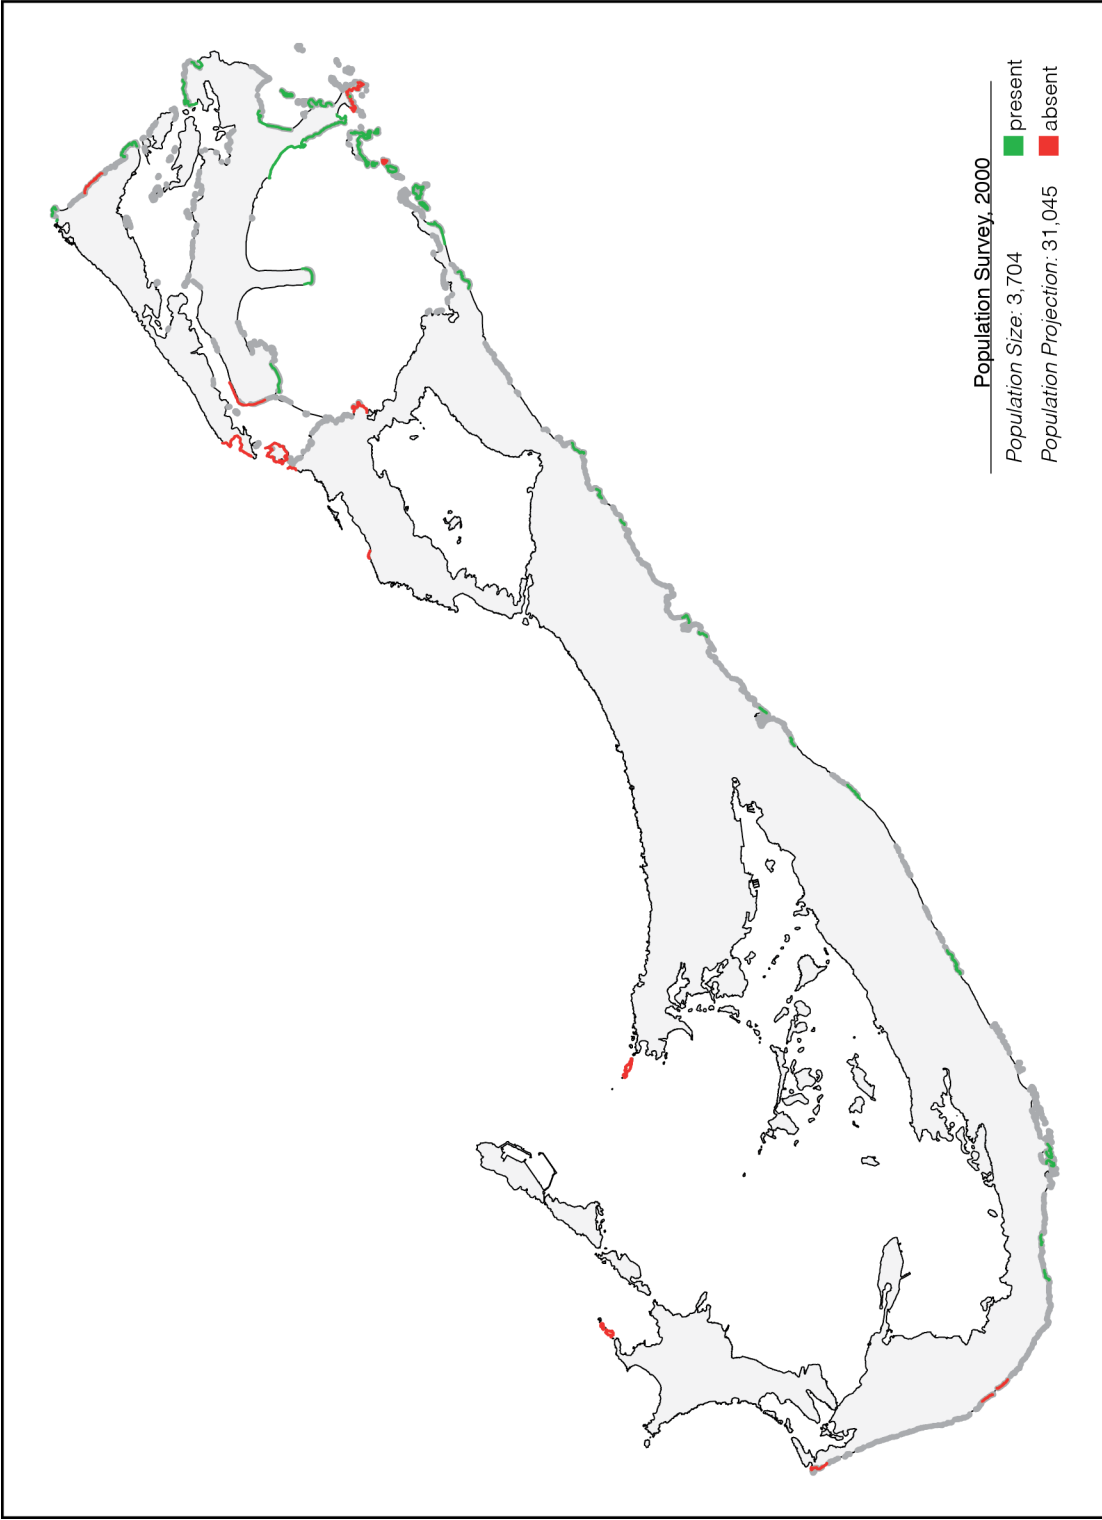 Population Survey, 2000
Population Size: 3,704
present
Population Projection: 31,045
absent